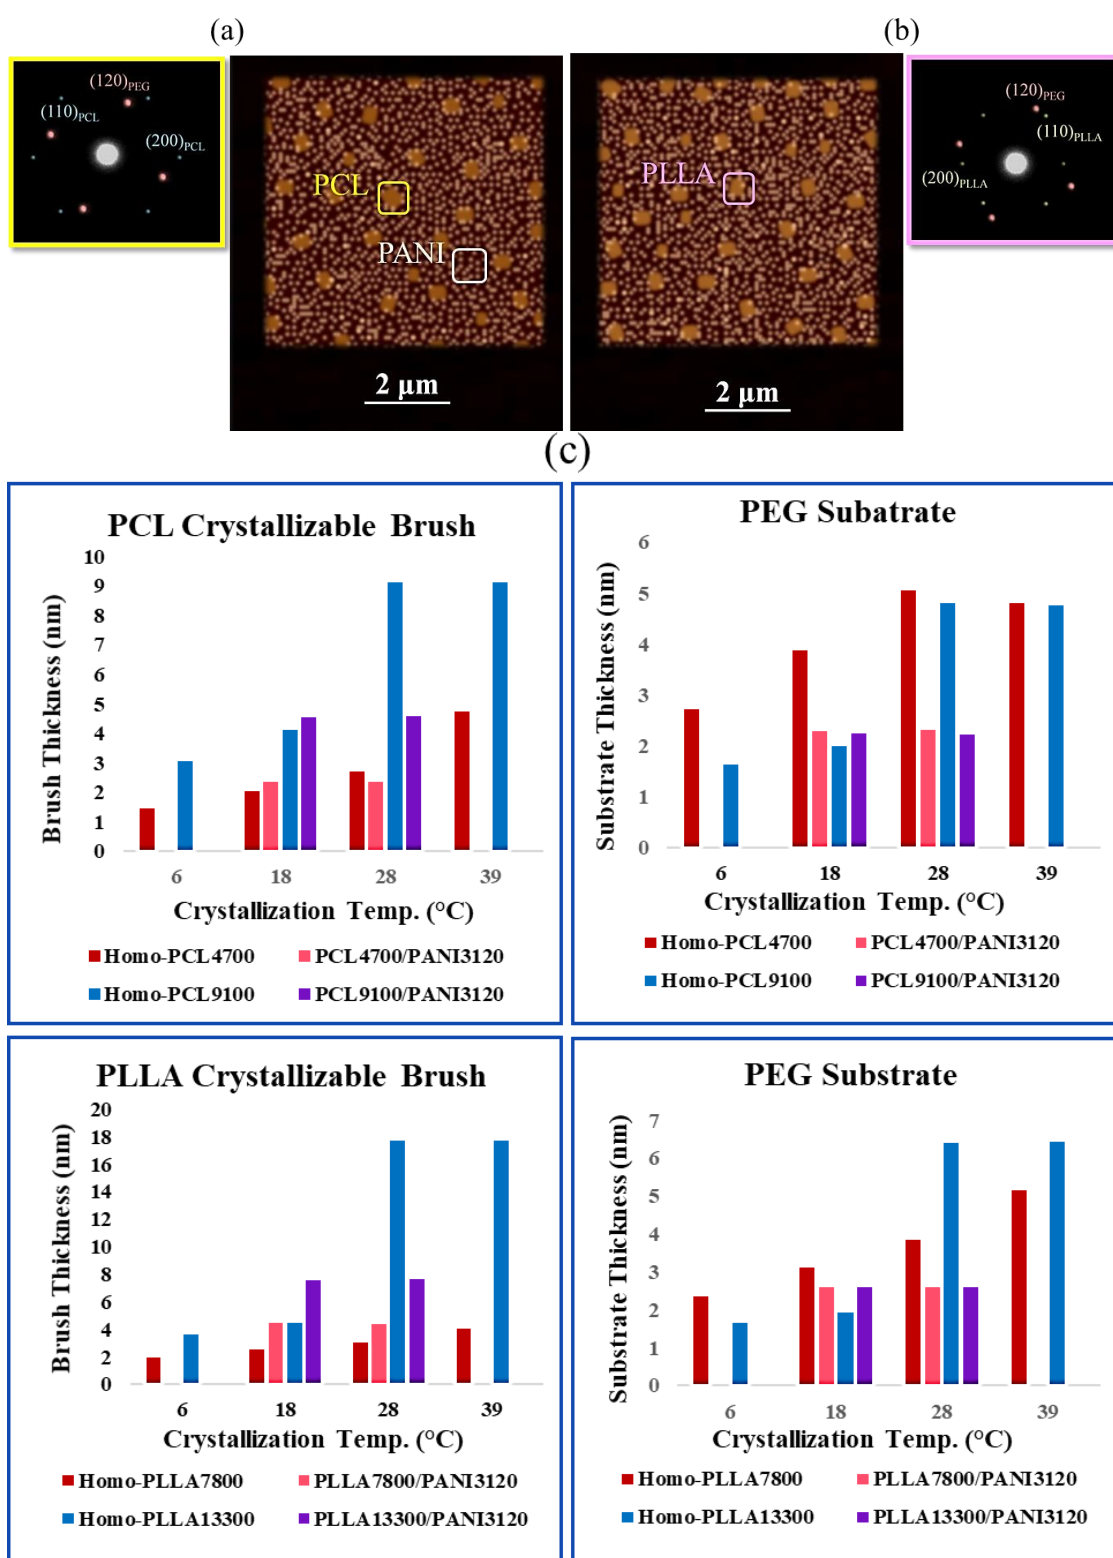 (a)
(b)
(120)PEG
(110)PCL
(200)PCL
PCL
PANI
2 μm
PLLA
2 μm
(120)PEG
(110)PLLA
(200)PLLA
(c)
PCL Crystallizable Brush
Brush Thickness (nm)
10
9
8
7
6
5
4
3
2
1
0
6 18 28 39
Crystallization Temp. (°C)
Homo-PCL4700 PCL4700/PANI3120
Homo-PCL9100 PCL9100/PANI3120
PEG Subatrate
Substrate Thickness (nm)
6
5
4
3
2
1
0
6 18 28 39
Crystallization Temp. (°C)
Homo-PCL4700 PCL4700/PANI3120
Homo-PCL9100 PCL9100/PANI3120
PLLA Crystallizable Brush
Brush Thickness (nm)
20
18
16
14
12
10
8
6
4
2
0
6 18 28 39
Crystallization Temp. (°C)
Homo-PLLA7800 PLLA7800/PANI3120
Homo-PLLA13300 PLLA13300/PANI3120
PEG Substrate
Substrate Thickness (nm)
7
6
5
4
3
2
1
0
6 18 28 39
Crystallization Temp. (°C)
Homo-PLLA7800 PLLA7800/PANI3120
Homo-PLLA13300 PLLA13300/PANI3120